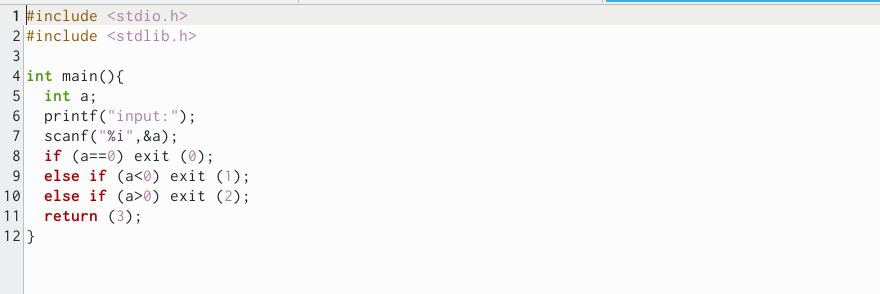 1 #include <stdio.h>
2 #include <stdlib.h>
3
4 int main(){
5   int a;
6   printf("input:");
7   scanf("%i",&a);
8   if (a==0) exit (0);
9   else if (a<0) exit (1);
10   else if (a>0) exit (2);
11   return (3);
12 }